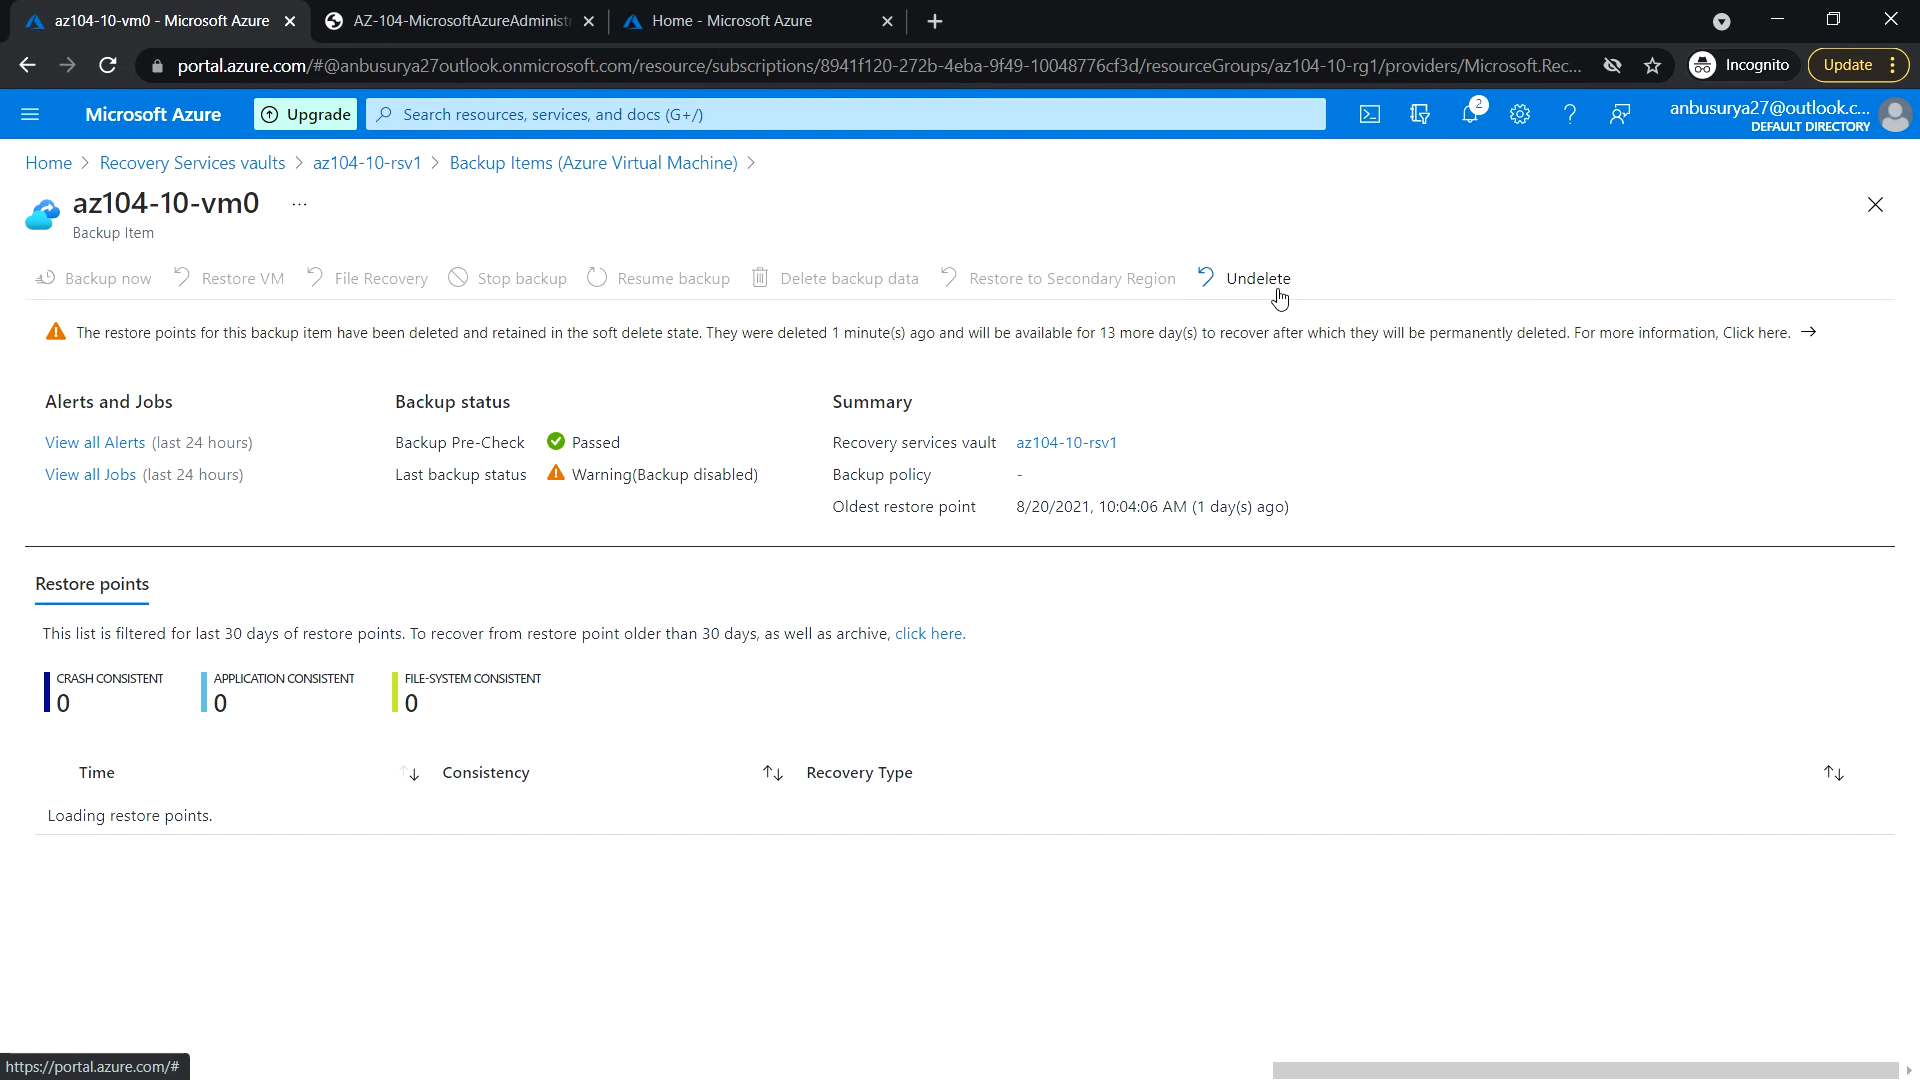 az104-10-vm0 - Microsoft Azure
AZ-104-MicrosoftAzureAdminist
Home - Microsoft Azure
portal.azure.com/#@anbusurya27outlook.onmicrosoft.com/resource/subscriptions/8941f120-272b-4eba-9f49-10048776cf3d/resourceGroups/az104-10-rg1/providers/Microsoft.Rec...
Incognito
Update
Microsoft Azure
Upgrade
Search resources, services, and docs (G+/)
2
anbusurya27@outlook.c...
DEFAULT DIRECTORY
Home > Recovery Services vaults > az104-10-rsv1 > Backup Items (Azure Virtual Machine) >
az104-10-vm0 ...
Backup Item
Backup now Restore VM File Recovery Stop backup Resume backup Delete backup data Restore to Secondary Region Undelete
The restore points for this backup item have been deleted and retained in the soft delete state. They were deleted 1 minute(s) ago and will be available for 13 more day(s) to recover after which they will be permanently deleted. For more information, Click here. →
Alerts and Jobs
View all Alerts (last 24 hours)
View all Jobs (last 24 hours)
Backup status
Backup Pre-Check Passed
Last backup status Warning(Backup disabled)
Summary
Recovery services vault az104-10-rsv1
Backup policy -
Oldest restore point 8/20/2021, 10:04:06 AM (1 day(s) ago)
Restore points
This list is filtered for last 30 days of restore points. To recover from restore point older than 30 days, as well as archive, click here.
CRASH CONSISTENT
0
APPLICATION CONSISTENT
0
FILE-SYSTEM CONSISTENT
0
Time Consistency Recovery Type
Loading restore points.
https://portal.azure.com/#